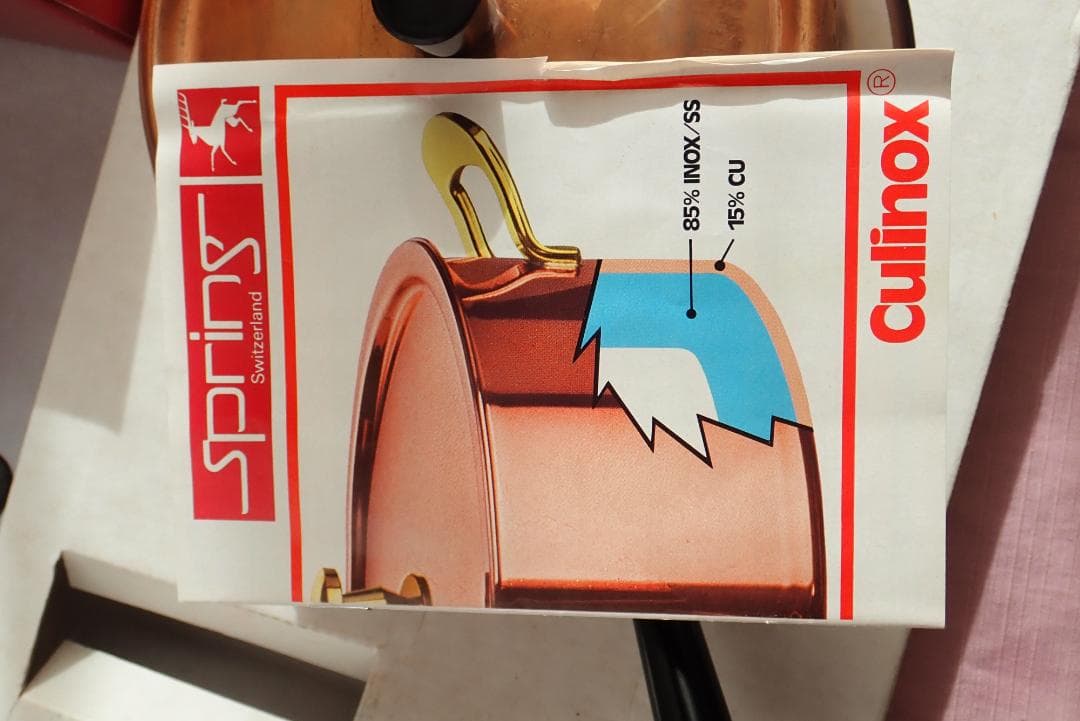 spring
Switzerland
85% INOX/SS
15% CU
Culinox®